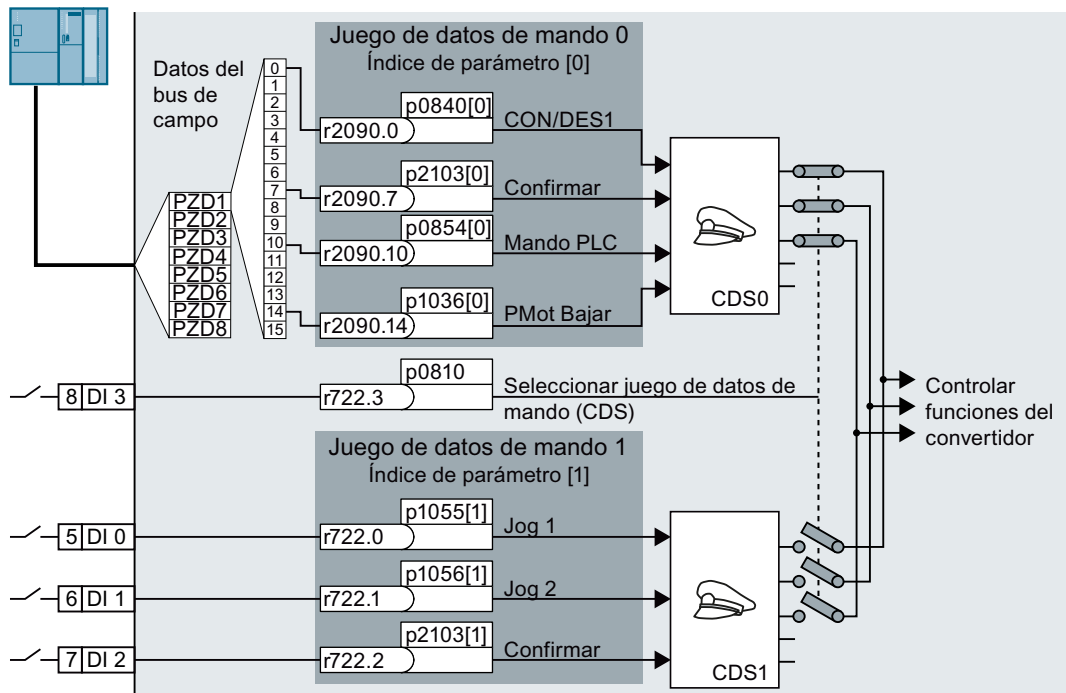 Juego de datos de mando 0
Índice de parámetro [0]
Datos del
bus de
campo
PZD1
PZD2
PZD3
PZD4
PZD5
PZD6
PZD7
PZD8
0
1
2
3
4
5
6
7
8
9
10
11
12
13
14
15
p0840[0]
r2090.0
CON/DES1
p2103[0]
r2090.7
Confirmar
p0854[0]
r2090.10
Mando PLC
p1036[0]
r2090.14
PMot Bajar
CDS0
8 DI 3
p0810
r722.3
Seleccionar juego de datos de
mando (CDS)
Controlar
funciones del
convertidor
Juego de datos de mando 1
Índice de parámetro [1]
5 DI 0
p1055[1]
r722.0
Jog 1
6 DI 1
p1056[1]
r722.1
Jog 2
7 DI 2
p2103[1]
r722.2
Confirmar
CDS1